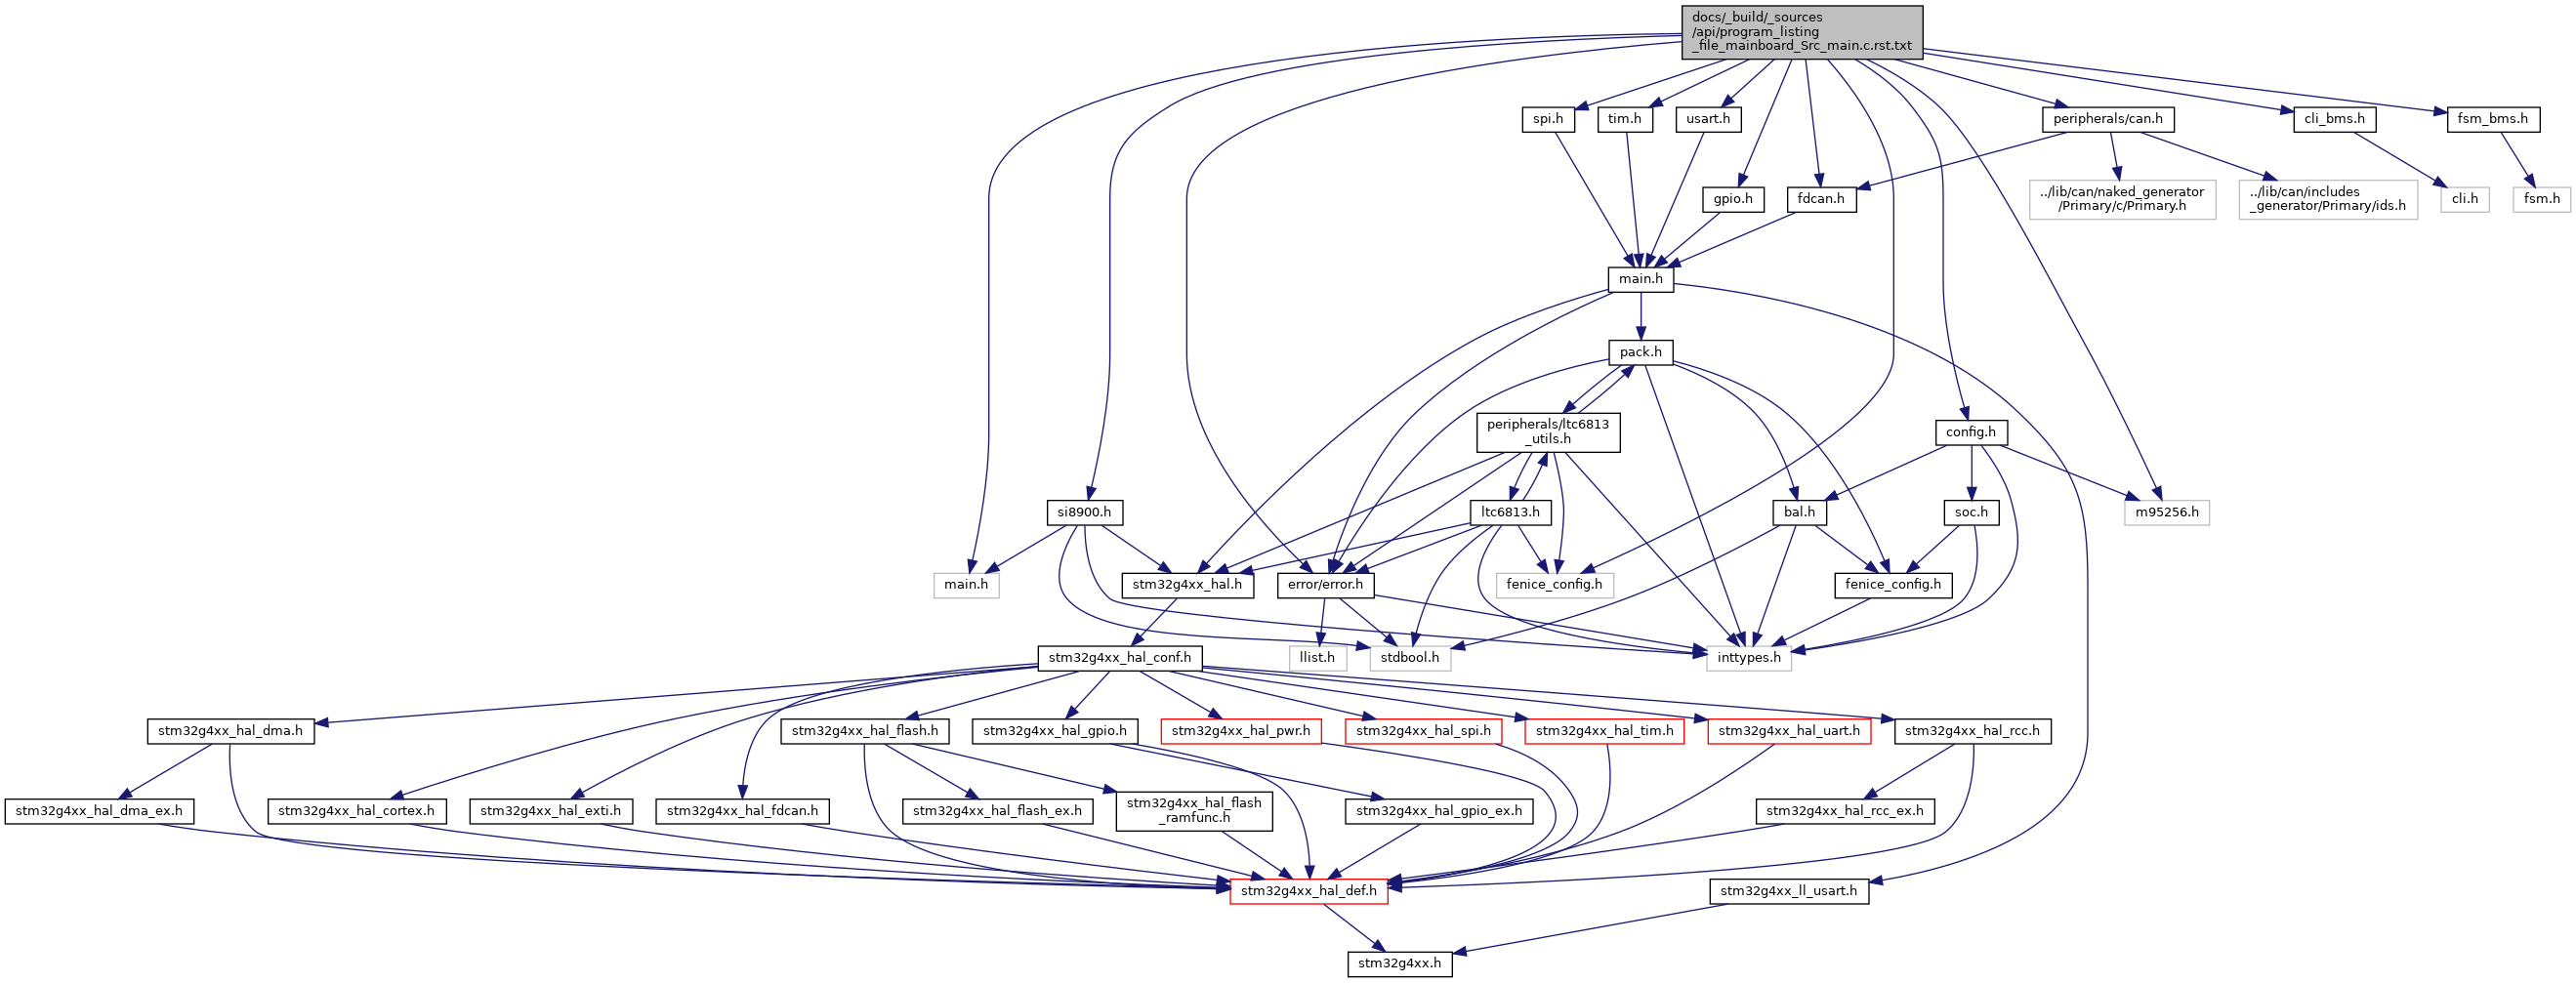 docs/_build/_sources
/api/program_listing
_file_mainboard_Src_main.c.rst.txt
spi.h
tim.h
usart.h
peripherals/can.h
cli_bms.h
fsm_bms.h
gpio.h
fdcan.h
../lib/can/naked_generator
/Primary/c/Primary.h
../lib/can/includes
_generator/Primary/ids.h
cli.h
fsm.h
main.h
pack.h
peripherals/ltc6813
_utils.h
config.h
si8900.h
ltc6813.h
bal.h
soc.h
m95256.h
main.h
stm32g4xx_hal.h
error/error.h
fenice_config.h
fenice_config.h
stm32g4xx_hal_conf.h
llist.h
stdbool.h
inttypes.h
stm32g4xx_hal_dma.h
stm32g4xx_hal_flash.h
stm32g4xx_hal_gpio.h
stm32g4xx_hal_pwr.h
stm32g4xx_hal_spi.h
stm32g4xx_hal_tim.h
stm32g4xx_hal_uart.h
stm32g4xx_hal_rcc.h
stm32g4xx_hal_dma_ex.h
stm32g4xx_hal_cortex.h
stm32g4xx_hal_exti.h
stm32g4xx_hal_fdcan.h
stm32g4xx_hal_flash_ex.h
stm32g4xx_hal_flash
_ramfunc.h
stm32g4xx_hal_gpio_ex.h
stm32g4xx_hal_rcc_ex.h
stm32g4xx_hal_def.h
stm32g4xx_ll_usart.h
stm32g4xx.h